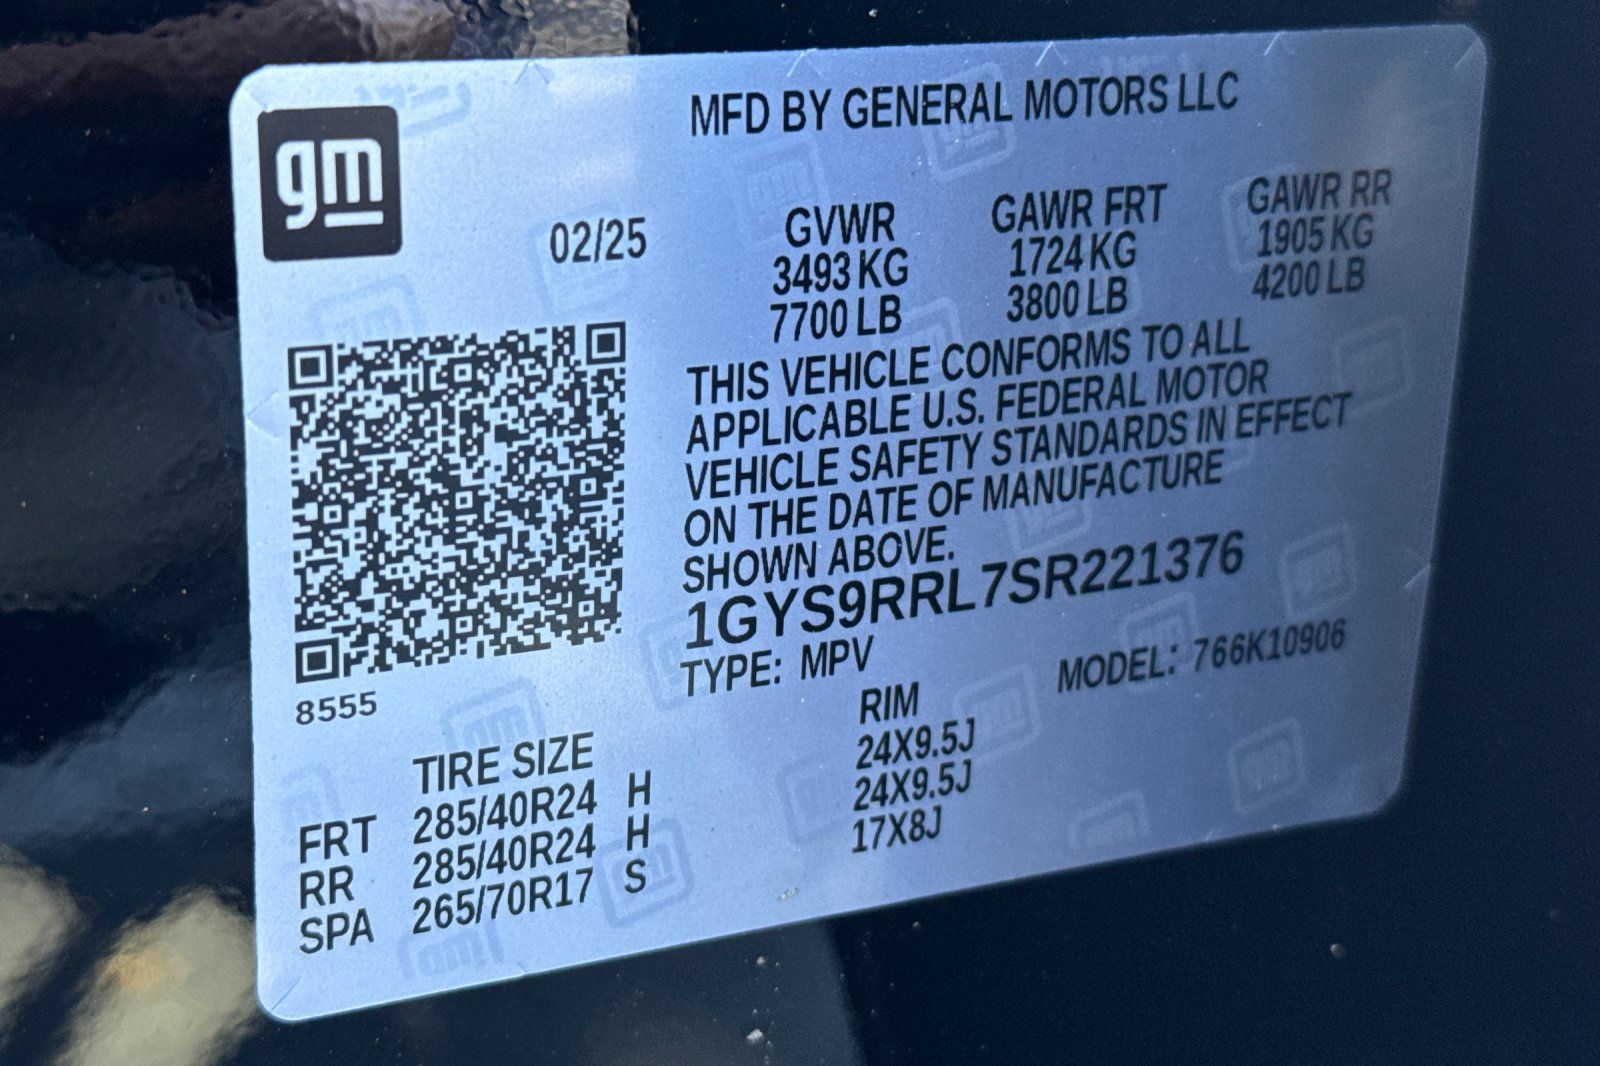 gm
MFD BY GENERAL MOTORS LLC
02/25
GVWR GAWR FRT GAWR RR
3493 KG 1724 KG 1905 KG
7700 LB 3800 LB 4200 LB
THIS VEHICLE CONFORMS TO ALL
APPLICABLE U.S. FEDERAL MOTOR
VEHICLE SAFETY STANDARDS IN EFFECT
ON THE DATE OF MANUFACTURE
SHOWN ABOVE.
1GYS9RRL7SR221376
TYPE: MPV MODEL: 766K10906
8555
TIRE SIZE RIM
FRT 285/40R24 H 24X9.5J
RR 285/40R24 H 24X9.5J
SPA 265/70R17 S 17X8J